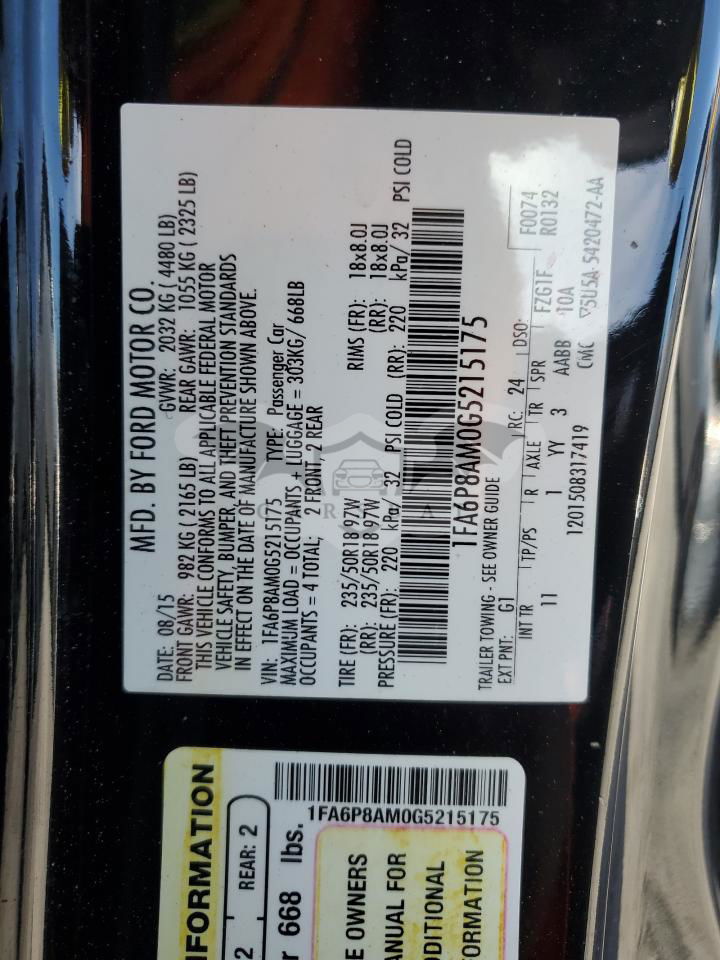 MFD. BY FORD MOTOR CO.
DATE: 08/15 GVWR: 2032 KG ( 4480 LB)
FRONT GAWR: 982 KG ( 2165 LB) REAR GAWR: 1055 KG ( 2325 LB)
THIS VEHICLE CONFORMS TO ALL APPLICABLE FEDERAL MOTOR
VEHICLE SAFETY, BUMPER, AND THEFT PREVENTION STANDARDS
IN EFFECT ON THE DATE OF MANUFACTURE SHOWN ABOVE.
VIN: 1FA6P8AM0G5215175 TYPE: Passenger Car
MAXIMUM LOAD = OCCUPANTS + LUGGAGE = 303KG/ 668LB
OCCUPANTS = 4 TOTAL; 2 FRONT, 2 REAR
TIRE (FR): 235/50R18 97W RIMS (FR): 18x8.0J
(RR): 235/50R18 97W (RR): 18x8.0J
PRESSURE (FR): 220 kPa/ 32 PSI COLD (RR): 220 kPa/ 32 PSI COLD
1FA6P8AM0G5215175
TRAILER TOWING - SEE OWNER GUIDE
EXT PNT: G1 RC: 24 DSO: F0074
INT TR TP/PS R AXLE TR SPR FZG1F R0132
11 1 YY 3 AABB 10A
1201508317419 CMC ▽5U5A-5420472-AA
NFORMATION
2 REAR: 2
r 668 lbs.
1FA6P8AM0G5215175
E OWNERS
ANUAL FOR
DDITIONAL
ORMATION